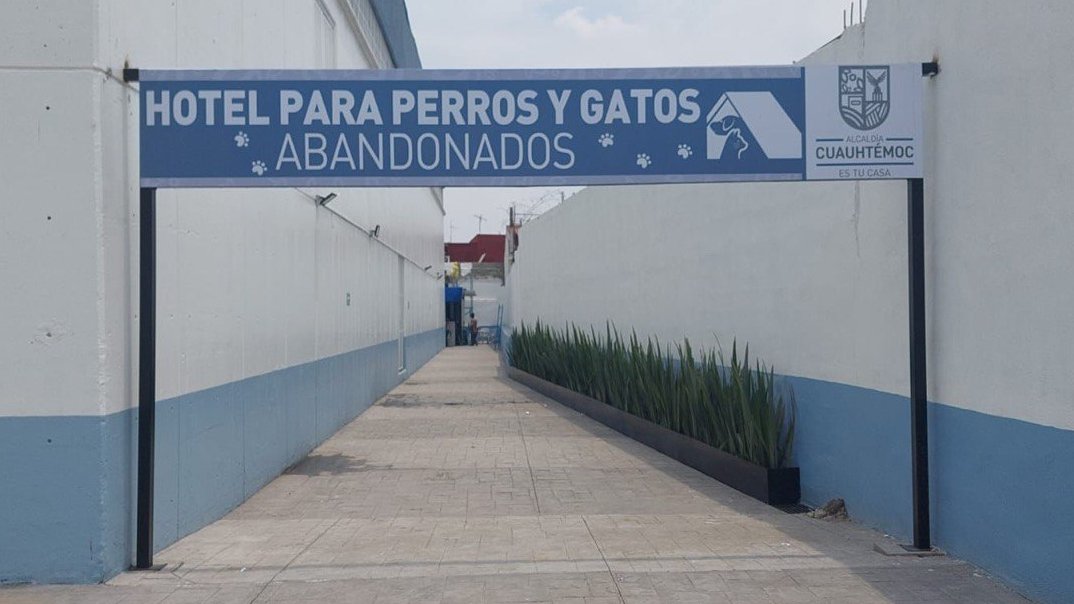 HOTEL PARA PERROS Y GATOS
ABANDONADOS
ALCALDÍA
CUAUHTÉMOC
ES TU CASA